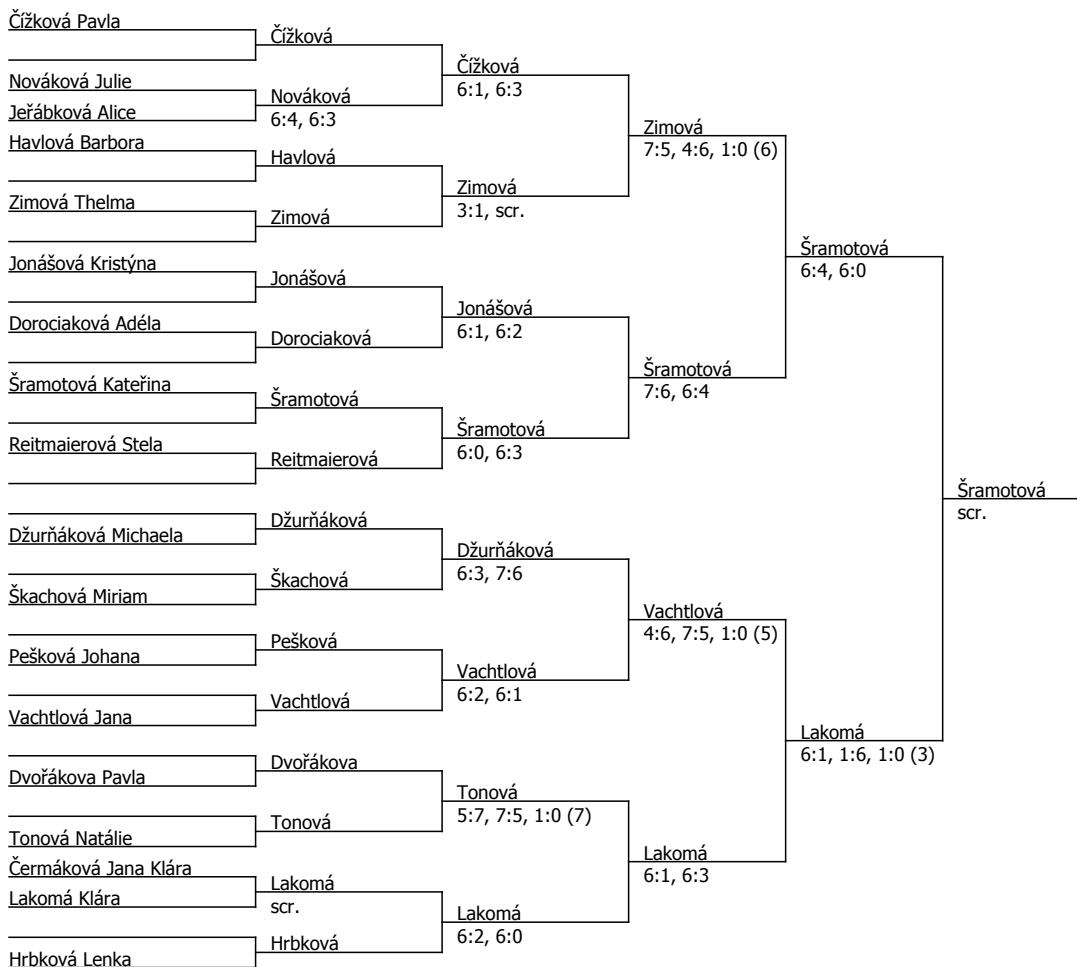 Čížková Pavla
Nováková Julie
Jeřábková Alice
Havlová Barbora
Zimová Thelma
Jonášová Kristýna
Dorociaková Adéla
Šramotová Kateřina
Reitmaierová Stela
Džurňáková Michaela
Škachová Miriam
Pešková Johana
Vachtlová Jana
Dvořákova Pavla
Tonová Natálie
Čermáková Jana Klára
Lakomá Klára
Hrbková Lenka
Čížková
Nováková
6:4, 6:3
Havlová
Zimová
Jonášová
Dorociaková
Šramotová
Reitmaierová
Džurňáková
Škachová
Pešková
Vachtlová
Dvořákova
Tonová
Lakomá
scr.
Hrbková
Čížková
6:1, 6:3
Zimová
3:1, scr.
Jonášová
6:1, 6:2
Šramotová
6:0, 6:3
Džurňáková
6:3, 7:6
Vachtlová
6:2, 6:1
Tonová
5:7, 7:5, 1:0 (7)
Lakomá
6:2, 6:0
Zimová
7:5, 4:6, 1:0 (6)
Šramotová
7:6, 6:4
Vachtlová
4:6, 7:5, 1:0 (5)
Lakomá
6:1, 6:3
Šramotová
6:4, 6:0
Lakomá
6:1, 1:6, 1:0 (3)
Šramotová
scr.